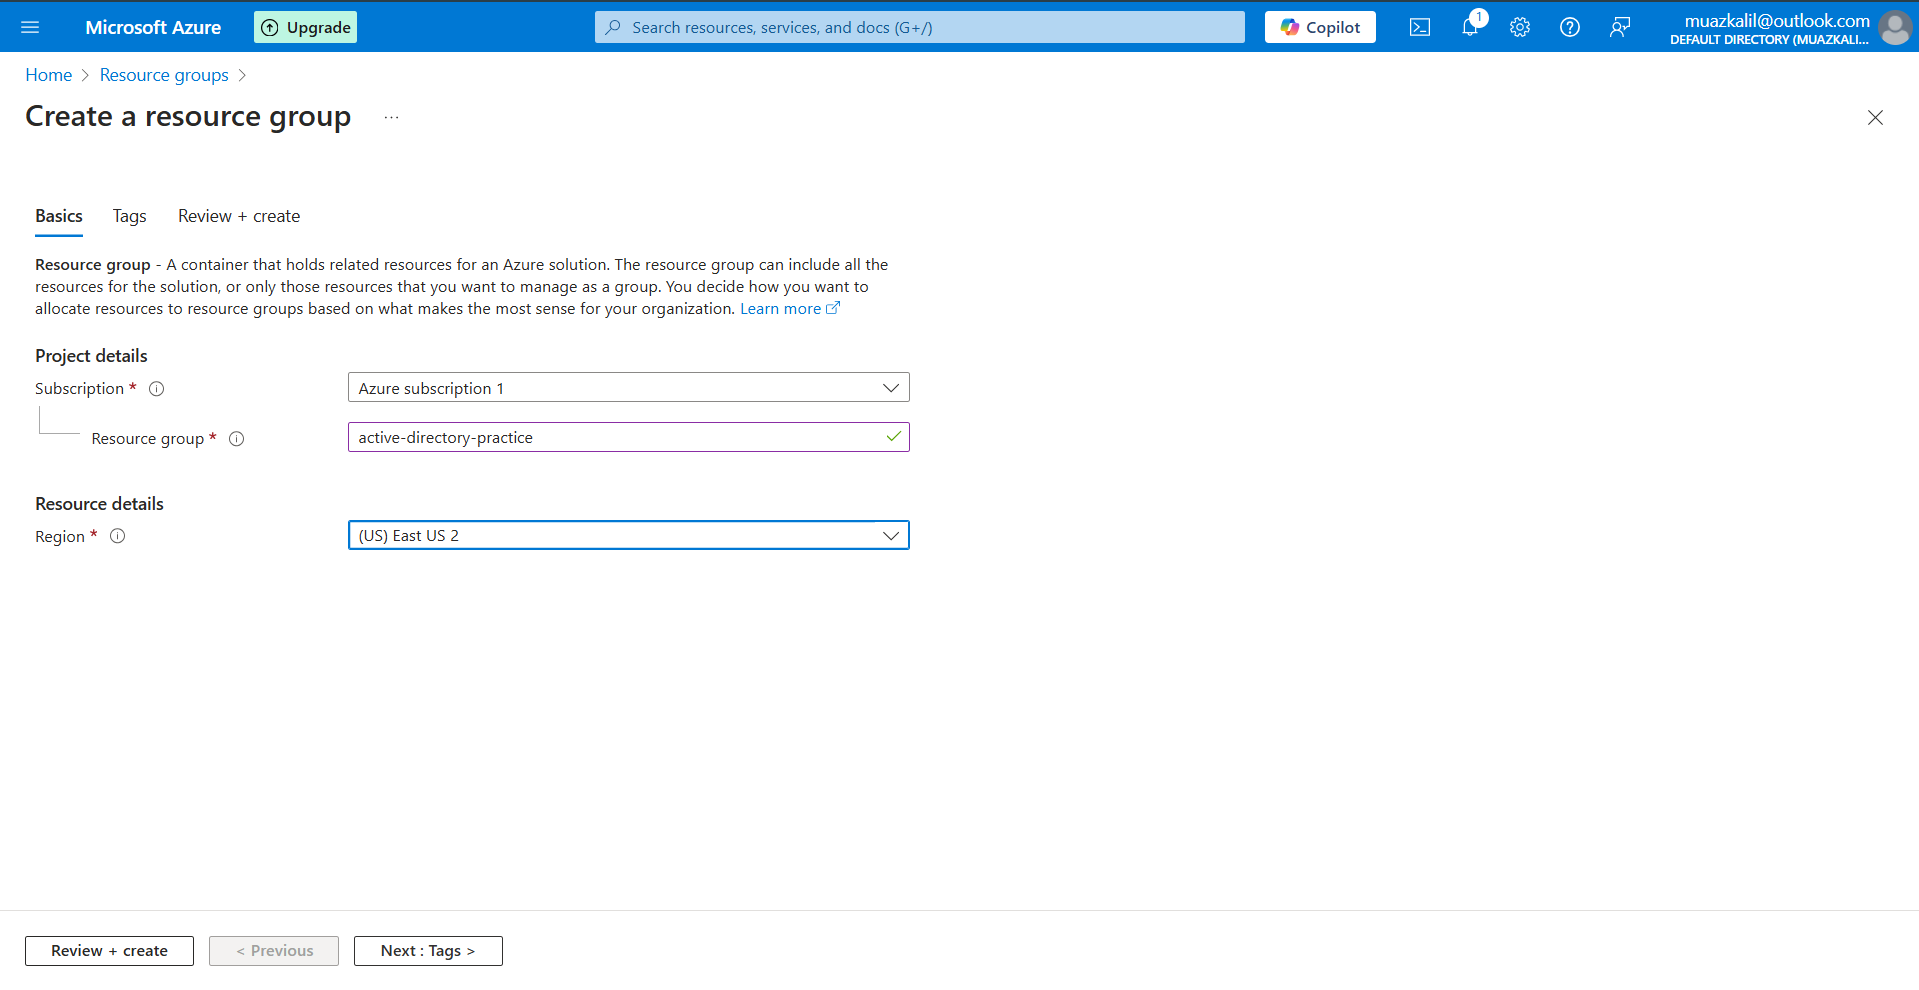 Microsoft Azure
Upgrade
Search resources, services, and docs (G+/)
Copilot
1
muazkalil@outlook.com
DEFAULT DIRECTORY (MUAZKALI...
Home > Resource groups >
Create a resource group ...
Basics Tags Review + create
Resource group - A container that holds related resources for an Azure solution. The resource group can include all the
resources for the solution, or only those resources that you want to manage as a group. You decide how you want to
allocate resources to resource groups based on what makes the most sense for your organization. Learn more
Project details
Subscription * Azure subscription 1
Resource group * active-directory-practice
Resource details
Region * (US) East US 2
Review + create < Previous Next : Tags >